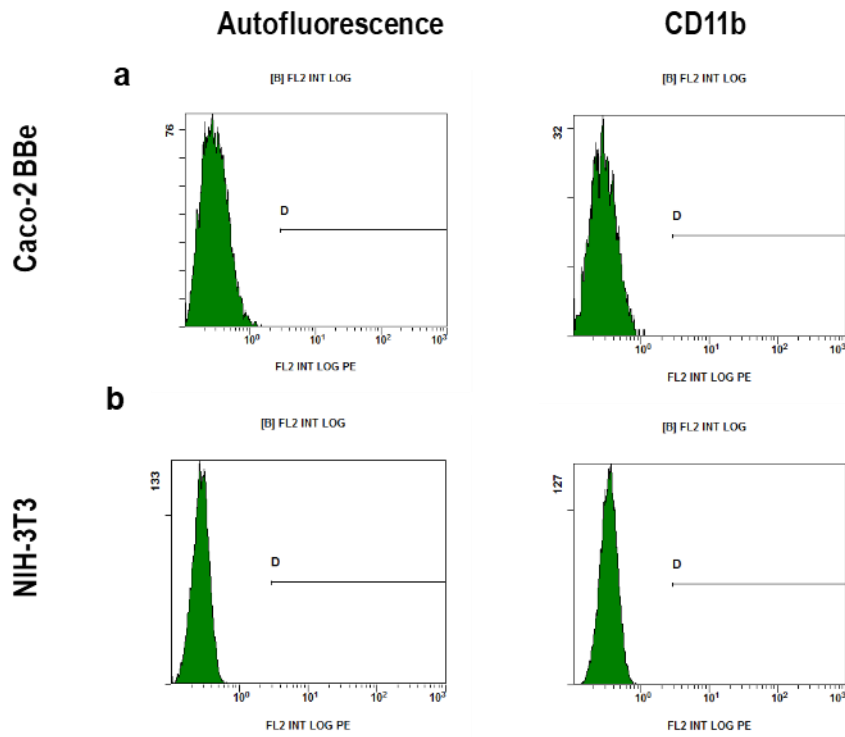 Autofluorescence
CD11b
a
Caco-2 BBe
[B] FL2 INT LOG
76
D
10⁰ 10¹ 10² 10³
FL2 INT LOG PE
[B] FL2 INT LOG
32
D
10⁰ 10¹ 10² 10³
FL2 INT LOG PE
b
NIH-3T3
[B] FL2 INT LOG
133
D
10⁰ 10¹ 10² 10³
FL2 INT LOG PE
[B] FL2 INT LOG
127
D
10⁰ 10¹ 10² 10³
FL2 INT LOG PE